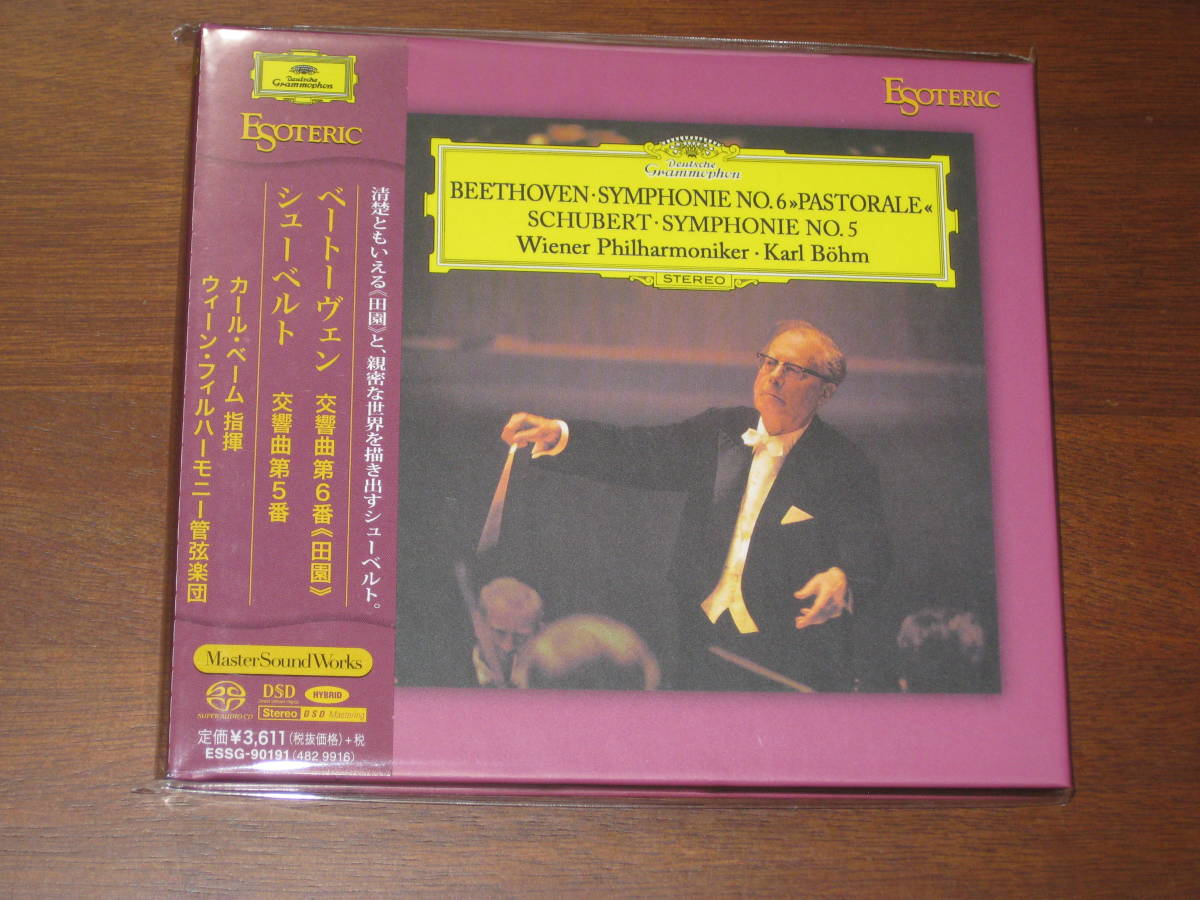 Deutsche
Grammophon
ESOTERIC
清楚ともいえる《田園》と、親密な世界を描き出すシューベルト。
ベートーヴェン 交響曲第6番《田園》
シューベルト 交響曲第5番
カール・ベーム 指揮
ウィーン・フィルハーモニー管弦楽団
MasterSoundWorks
SUPER AUDIO CD
DSD
Direct Stream Digital
HYBRID
Stereo DSD Mastering
定価¥3,611(税抜価格)+税
ESSG-90191(482 9916)
ESOTERIC
Deutsche
Grammophon
BEETHOVEN·SYMPHONIE NO.6»PASTORALE«
SCHUBERT·SYMPHONIE NO.5
Wiener Philharmoniker·Karl Böhm
STEREO